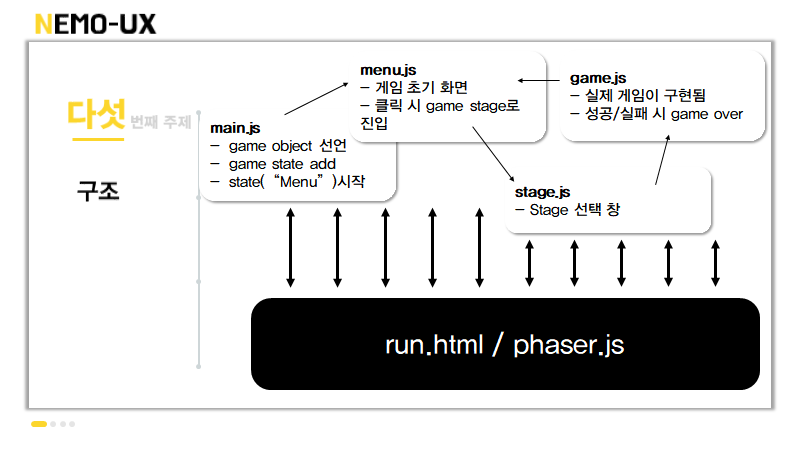 NEMO-UX
다섯 번째 주제
구조
main.js
- game object 선언
- game state add
- state(“Menu”)시작
menu.js
- 게임 초기 화면
- 클릭 시 game stage로
진입
game.js
- 실제 게임이 구현됨
- 성공/실패 시 game over
stage.js
- Stage 선택 창
run.html / phaser.js